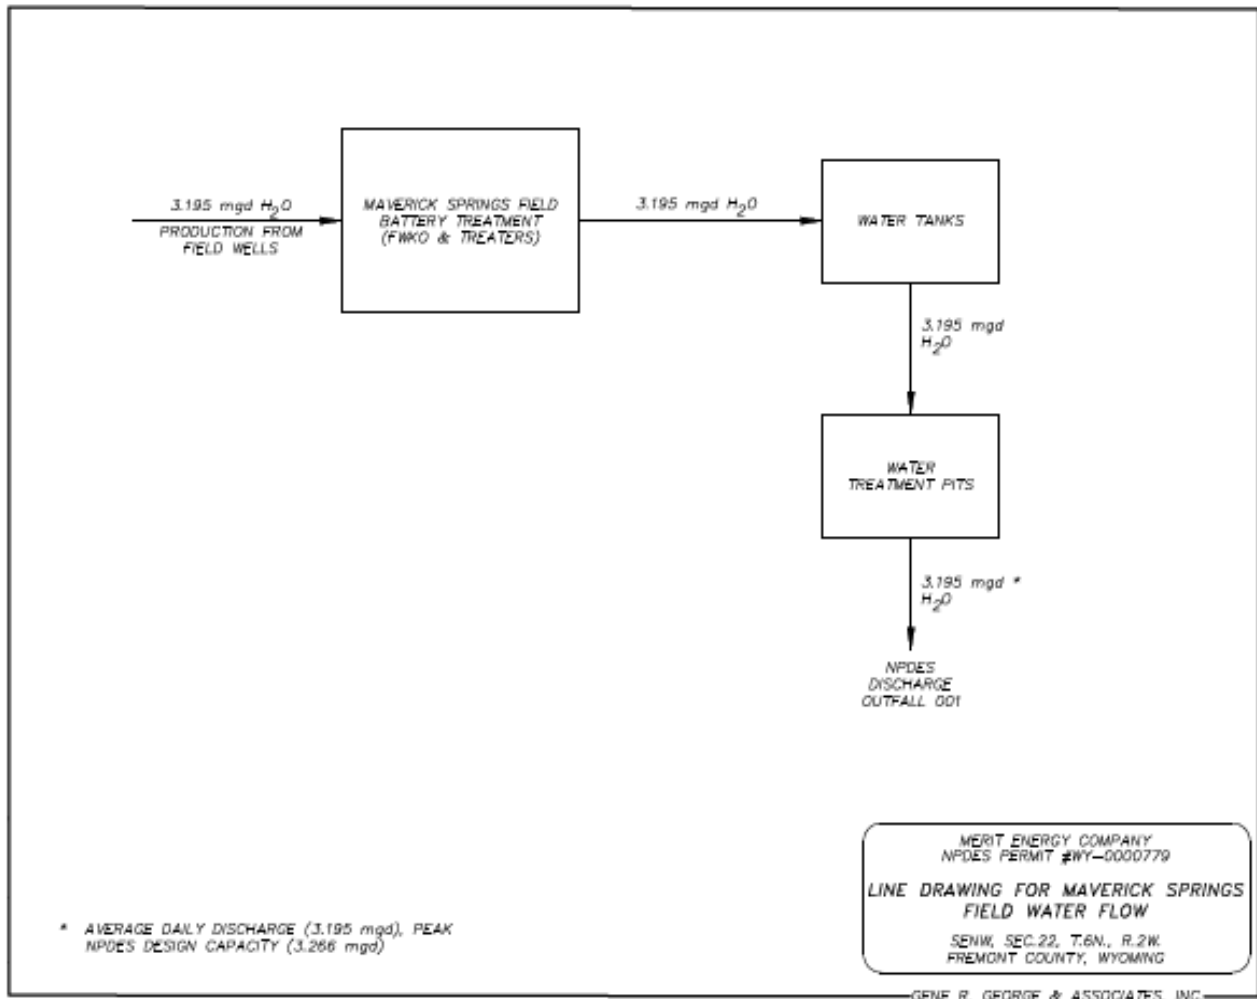 3.195 mgd H2O
PRODUCTION FROM
FIELD WELLS
MAVERICK SPRINGS FIELD
BATTERY TREATMENT
(FWKO & TREATERS)
3.195 mgd H2O
WATER TANKS
3.195 mgd
H2O
WATER
TREATMENT PITS
3.195 mgd *
H2O
NPDES
DISCHARGE
OUTFALL 001
* AVERAGE DAILY DISCHARGE (3.195 mgd), PEAK
NPDES DESIGN CAPACITY (3.266 mgd)
MERIT ENERGY COMPANY
NPDES PERMIT #WY-0000779
LINE DRAWING FOR MAVERICK SPRINGS
FIELD WATER FLOW
SENW, SEC.22, T.6N., R.2W.
FREMONT COUNTY, WYOMING
GENE R. GEORGE & ASSOCIATES, INC.